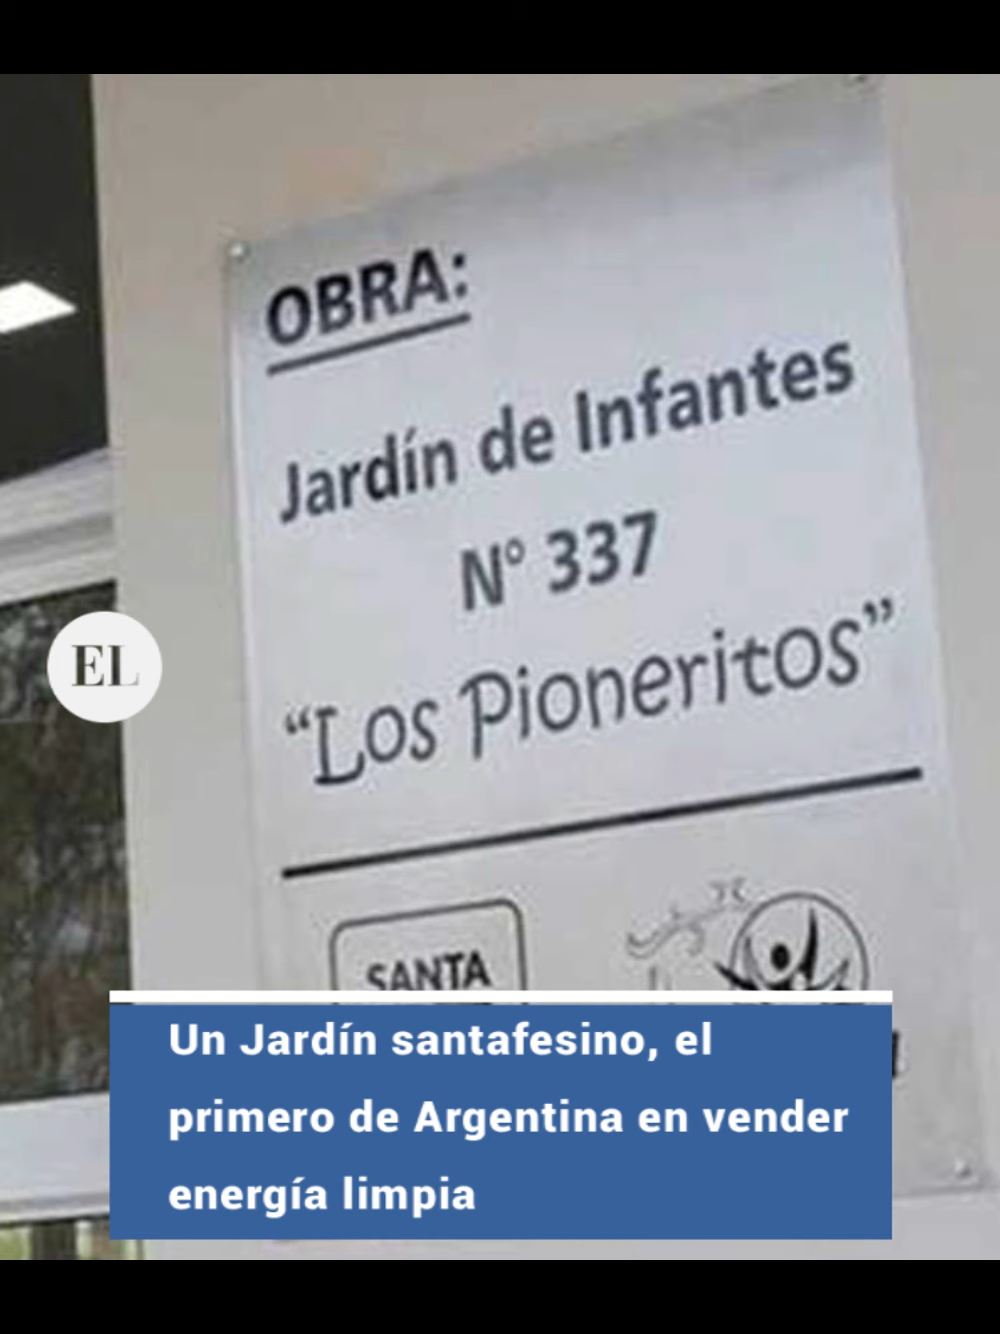 OBRA:
Jardín de Infantes
N° 337
“Los Pioneritos”
EL
SANTA
Un Jardín santafesino, el
primero de Argentina en vender
energía limpia